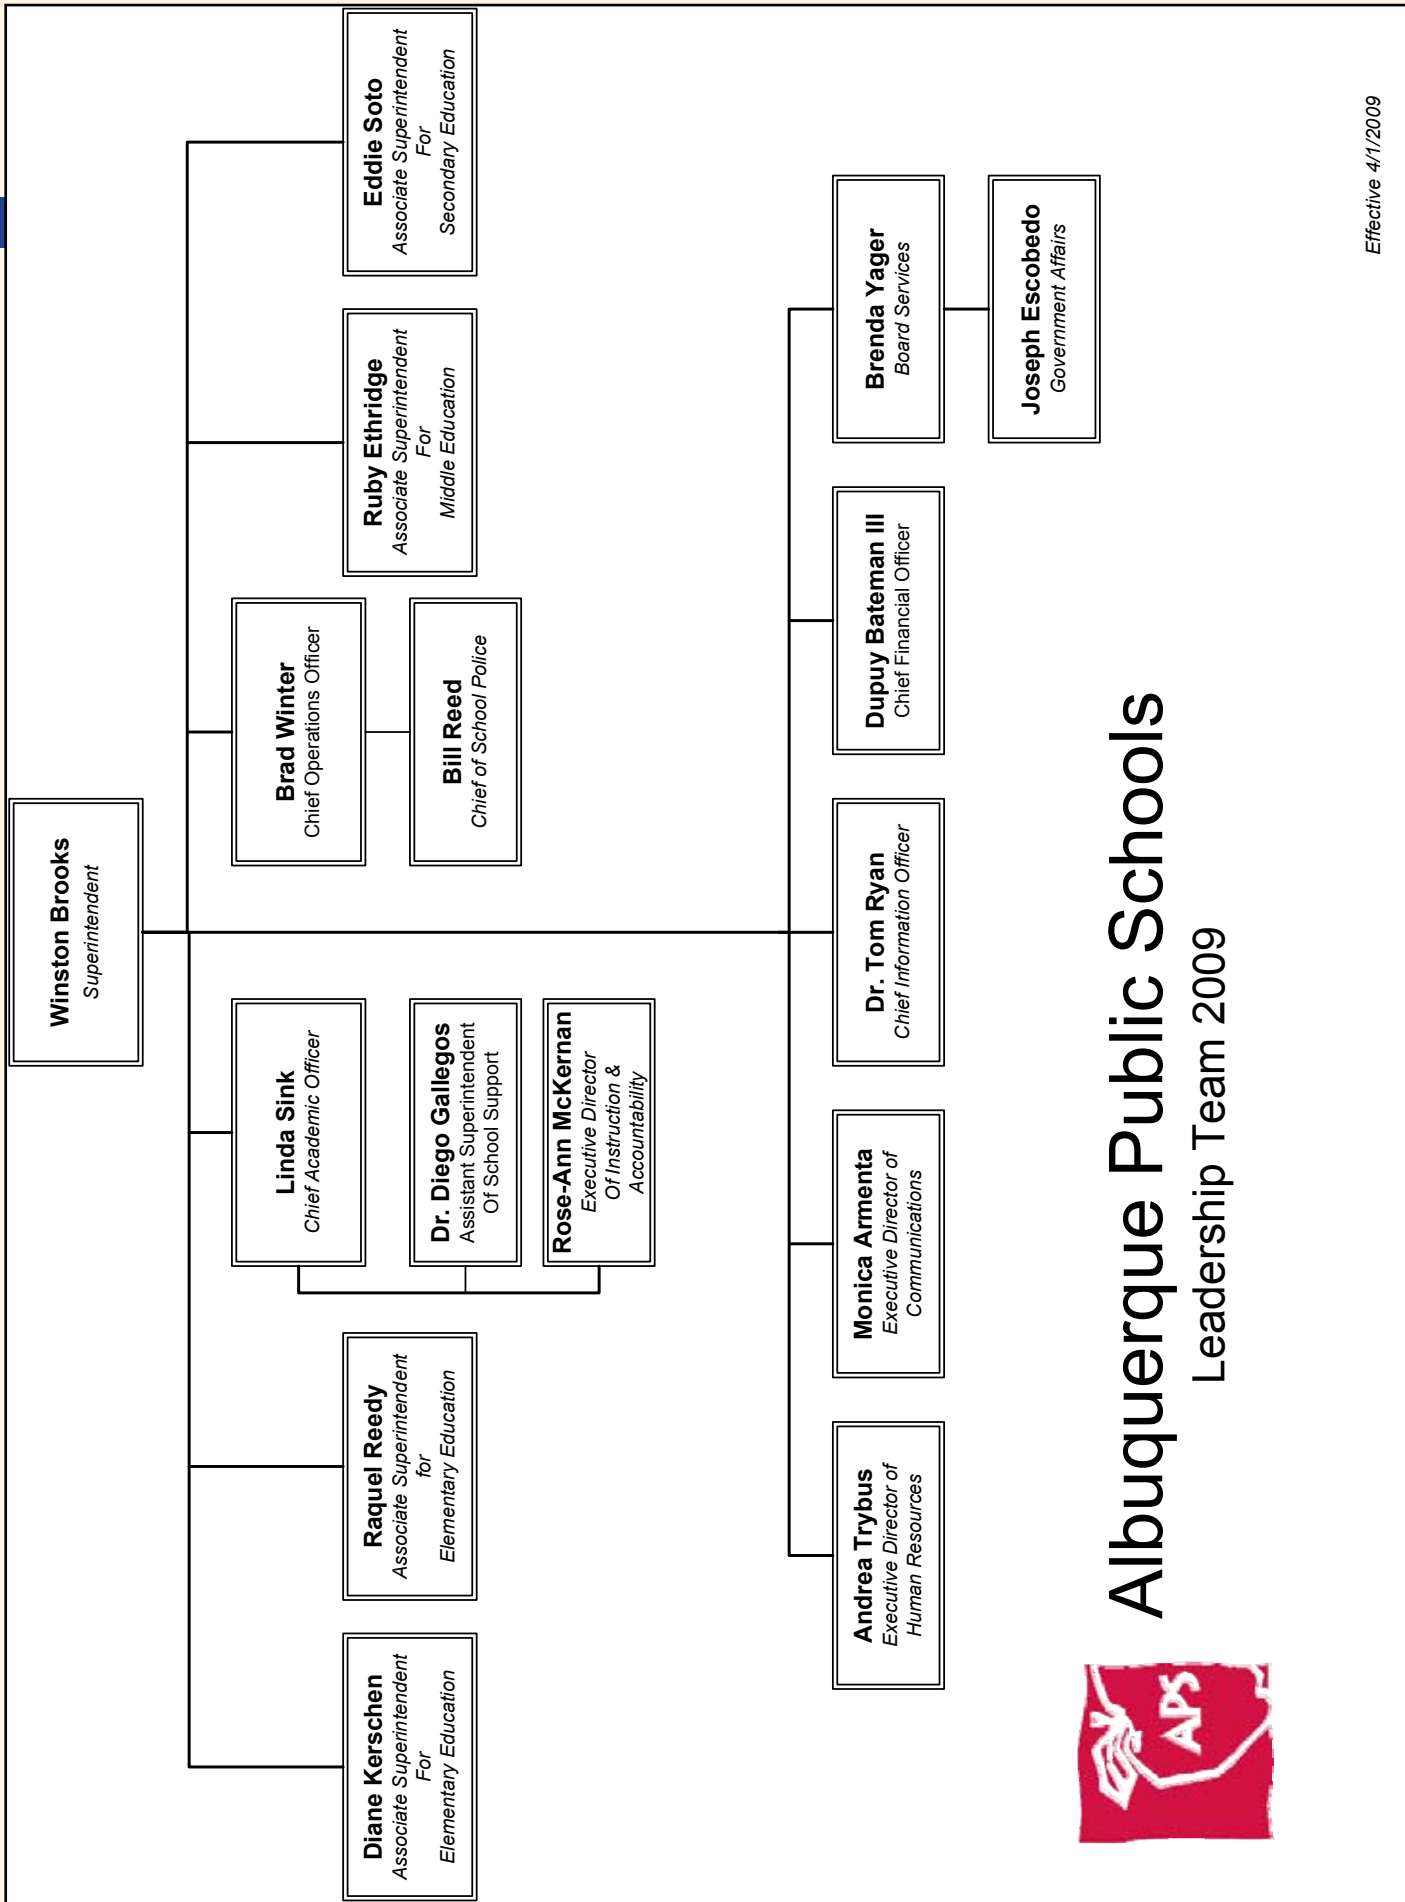 Winston Brooks
Superintendent
Linda Sink
Chief Academic Officer
Brad Winter
Chief Operations Officer
Diane Kerschen
Associate Superintendent
For
Elementary Education
Raquel Reedy
Associate Superintendent
for
Elementary Education
Dr. Diego Gallegos
Assistant Superintendent
Of School Support
Bill Reed
Chief of School Police
Ruby Ethridge
Associate Superintendent
For
Middle Education
Eddie Soto
Associate Superintendent
For
Secondary Education
Rose-Ann McKernan
Executive Director
Of Instruction &
Accountability
Andrea Trybus
Executive Director of
Human Resources
Monica Armenta
Executive Director of
Communications
Dr. Tom Ryan
Chief Information Officer
Dupuy Bateman III
Chief Financial Officer
Brenda Yager
Board Services
Joseph Escobedo
Government Affairs
APS
Albuquerque Public Schools
Leadership Team 2009
Effective 4/1/2009